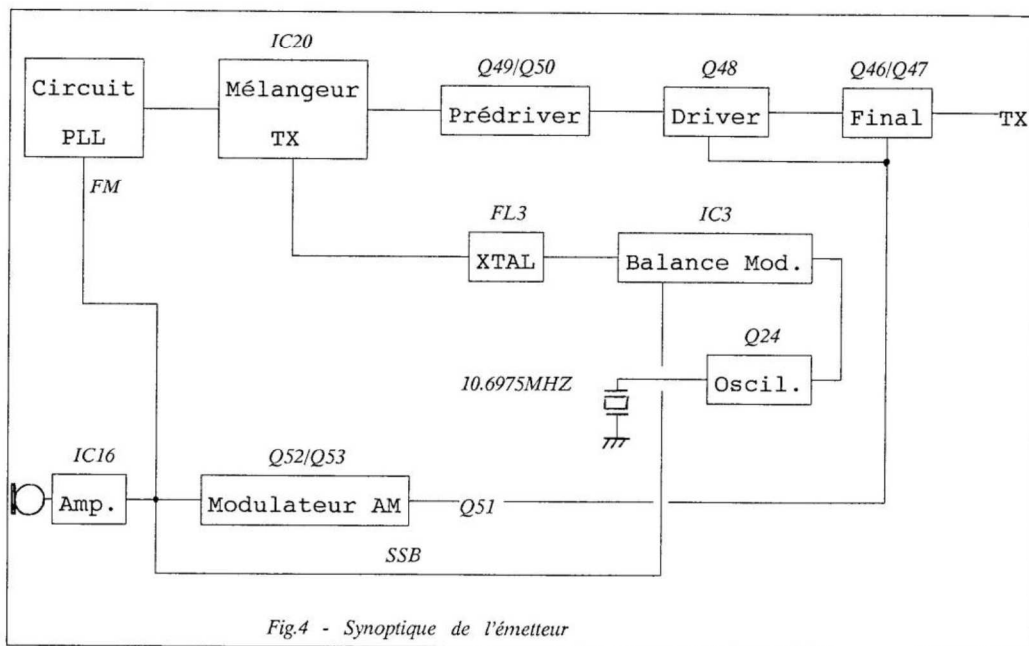 IC20
Q49/Q50
Q48
Q46/Q47
Circuit
PLL
Mélangeur
TX
Prédriver
Driver
Final
TX
FM
FL3
IC3
XTAL
Balance Mod.
Q24
10.6975MHZ
Oscil.
IC16
Q52/Q53
Amp.
Modulateur AM
Q51
SSB
Fig.4 - Synoptique de l'émetteur